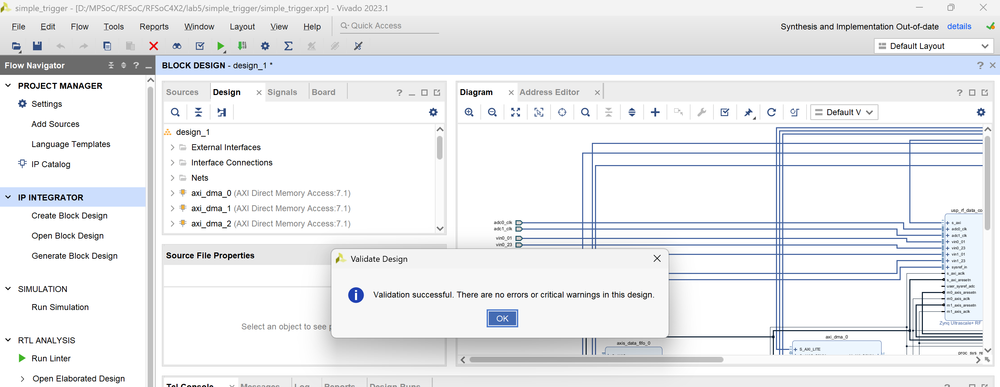 simple_trigger - [D:/MPSoC/RFSoC/RFSoC4X2/lab5/simple_trigger/simple_trigger.xpr] - Vivado 2023.1
File Edit Flow Tools Reports Window Layout View Help Quick Access
Synthesis and Implementation Out-of-date details
Default Layout
Flow Navigator
BLOCK DESIGN - design_1 *
PROJECT MANAGER
Settings
Add Sources
Language Templates
IP Catalog
IP INTEGRATOR
Create Block Design
Open Block Design
Generate Block Design
SIMULATION
Run Simulation
RTL ANALYSIS
Run Linter
Open Elaborated Design
Sources Design Signals Board
design_1
External Interfaces
Interface Connections
Nets
axi_dma_0 (AXI Direct Memory Access:7.1)
axi_dma_1 (AXI Direct Memory Access:7.1)
axi_dma_2 (AXI Direct Memory Access:7.1)
Source File Properties
Select an object to see
Diagram Address Editor
Default V
adc0_clk
adc1_clk
vin0_01
vin0_23
usp_rf_data_co
s_axi
adc0_clk
adc1_clk
vin0_01
vin0_23
vin1_01
vin1_23
sysref_in
s_axi_aclk
s_axi_aresetn
user_sysref_adc
m0_axis_aresetn
m0_axis_aclk
m1_axis_aresetn
m1_axis_aclk
Zynq Ultrascale+ RF
axi_dma_0
S_AXI_LITE
axis_data_fifo_0
proc_sys_re
Validate Design
Validation successful. There are no errors or critical warnings in this design.
OK
Tcl Console Messages Log Reports Design Runs